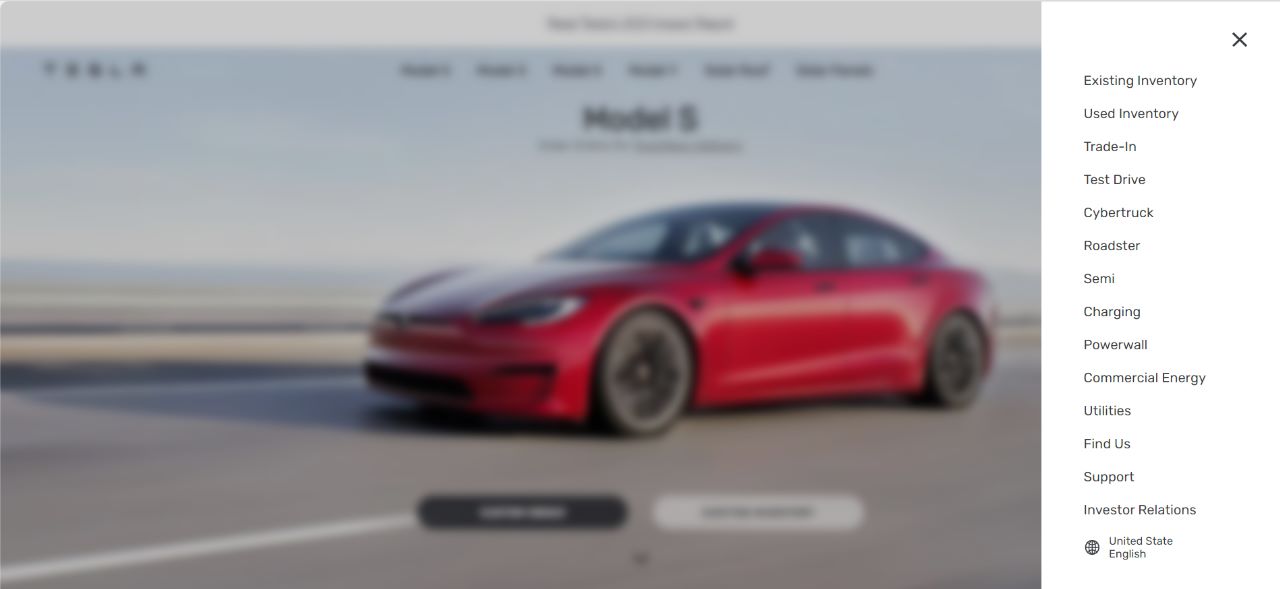 TESLA
Model S
Existing Inventory
Used Inventory
Trade-In
Test Drive
Cybertruck
Roadster
Semi
Charging
Powerwall
Commercial Energy
Utilities
Find Us
Support
Investor Relations
United State
English